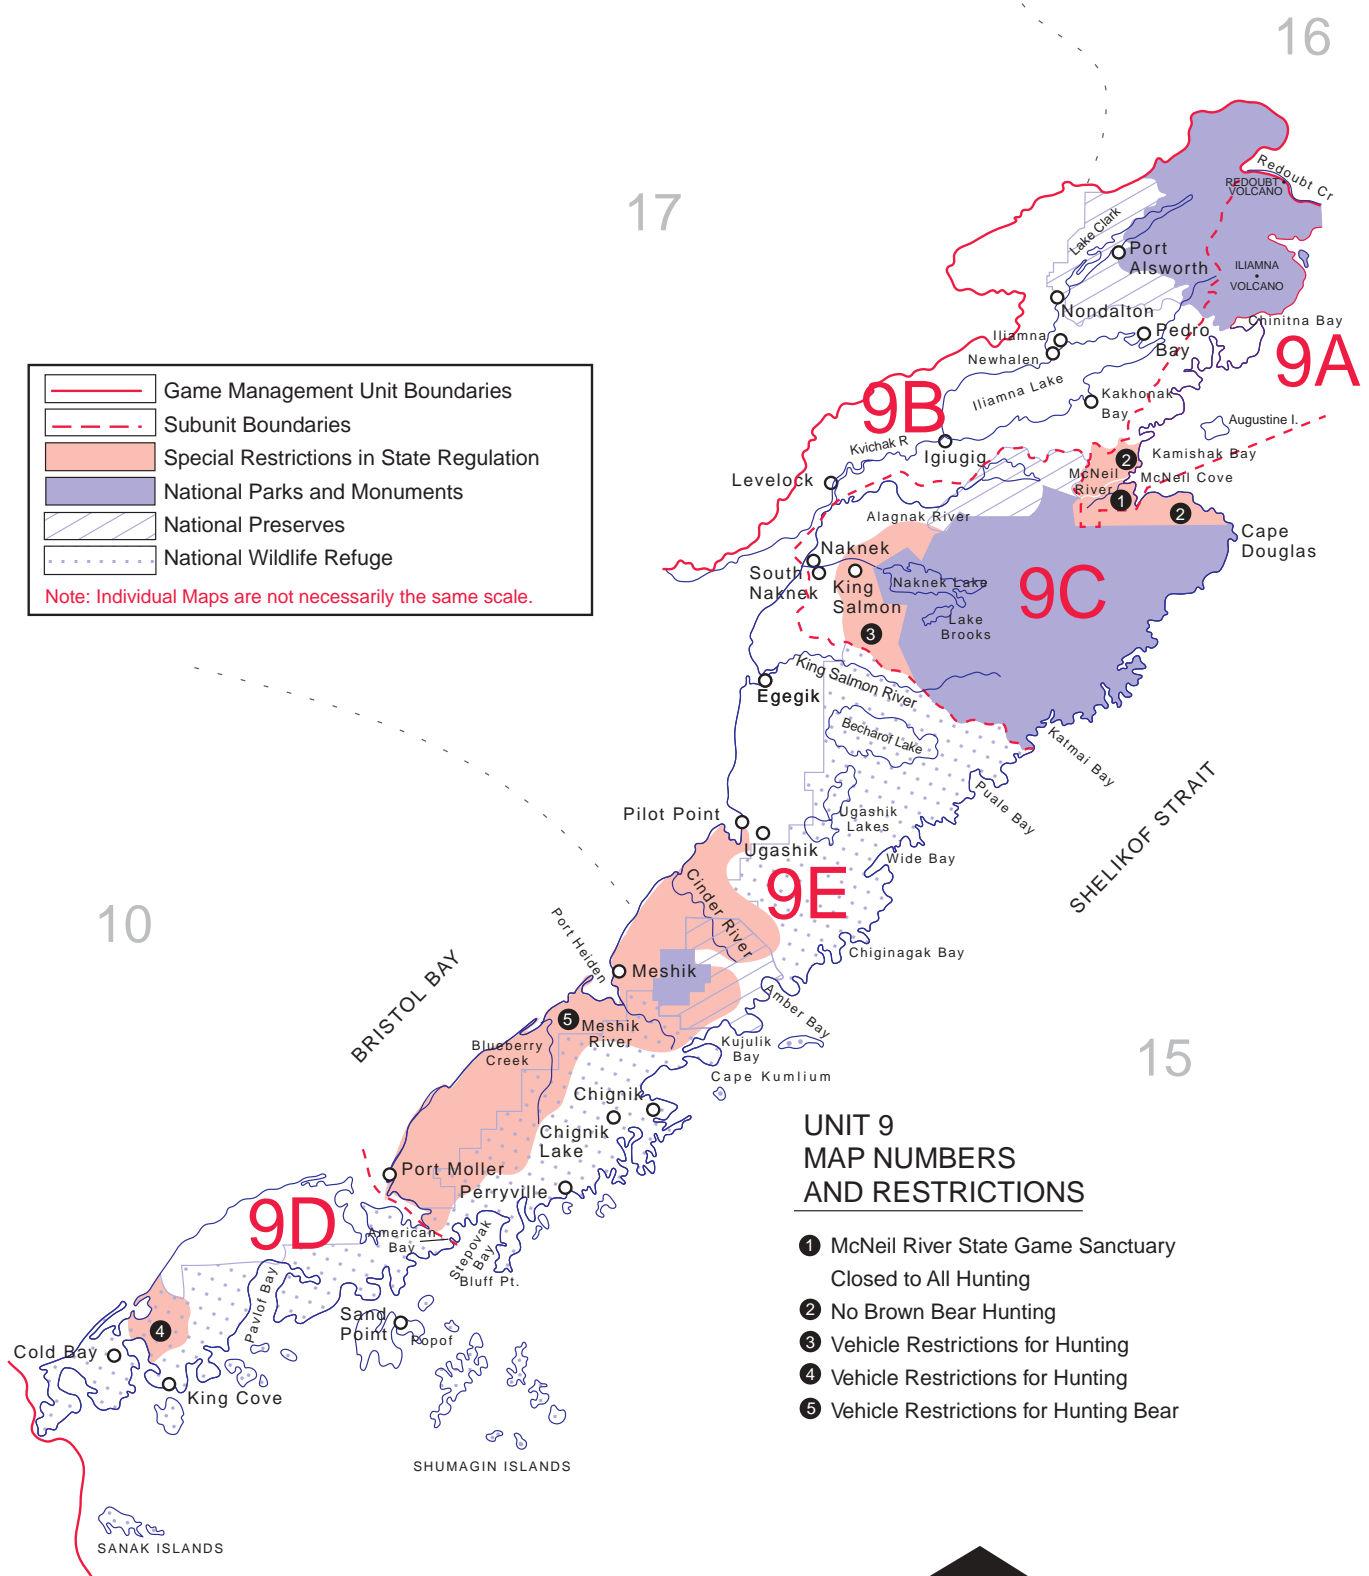 16
17
Redoubt Cr
REDOUBT
VOLCANO
Lake Clark
Port
Alsworth
ILIAMNA
VOLCANO
Nondalton
Chinitna Bay
Iliamna
Pedro
Bay
Newhalen
9A
Game Management Unit Boundaries
Subunit Boundaries
Special Restrictions in State Regulation
National Parks and Monuments
National Preserves
National Wildlife Refuge
Note: Individual Maps are not necessarily the same scale.
9B
Iliamna Lake
Kakhonak
Bay
Augustine I.
Kvichak R
Igiugig
2
Kamishak Bay
McNeil
River
McNeil Cove
Levelock
1
2
Alagnak River
Cape
Douglas
Naknek
South
Naknek
King
Salmon
Naknek Lake
9C
Lake
Brooks
3
King Salmon River
Egegik
Becharof Lake
Katmai Bay
Puale Bay
SHELIKOF STRAIT
Pilot Point
Ugashik
Lakes
Ugashik
Wide Bay
9E
Cinder River
10
Port Heiden
BRISTOL BAY
Chiginagak Bay
Meshik
Amber Bay
5
Meshik
River
Blueberry
Creek
Kujulik
Bay
Cape Kumlium
15
Chignik
Chignik
Lake
Port Moller
Perryville
9D
American
Bay
Stepovak
Bay
Bluff Pt.
Pavlof Bay
Sand
Point
Popof
4
Cold Bay
King Cove
SHUMAGIN ISLANDS
SANAK ISLANDS
UNIT 9
MAP NUMBERS
AND RESTRICTIONS
1 McNeil River State Game Sanctuary
Closed to All Hunting
2 No Brown Bear Hunting
3 Vehicle Restrictions for Hunting
4 Vehicle Restrictions for Hunting
5 Vehicle Restrictions for Hunting Bear